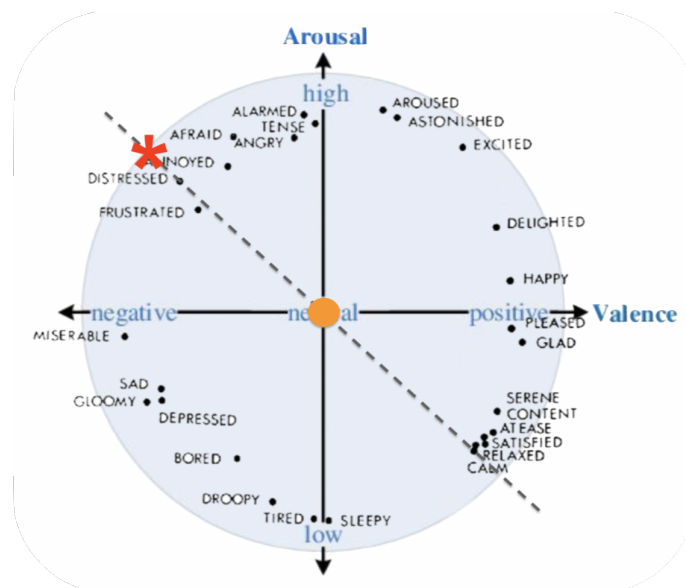 Arousal
high
AROUSED
ALARMED
ASTONISHED
TENSE
AFRAID
ANGRY
EXCITED
DISTRESSED
FRUSTRATED
DELIGHTED
HAPPY
negative
positive
Valence
PLEASED
MISERABLE
GLAD
SAD
GLOOMY
SERENE
CONTENT
DEPRESSED
AT EASE
SATISFIED
RELAXED
BORED
CALM
DROOPY
TIRED
SLEEPY
low